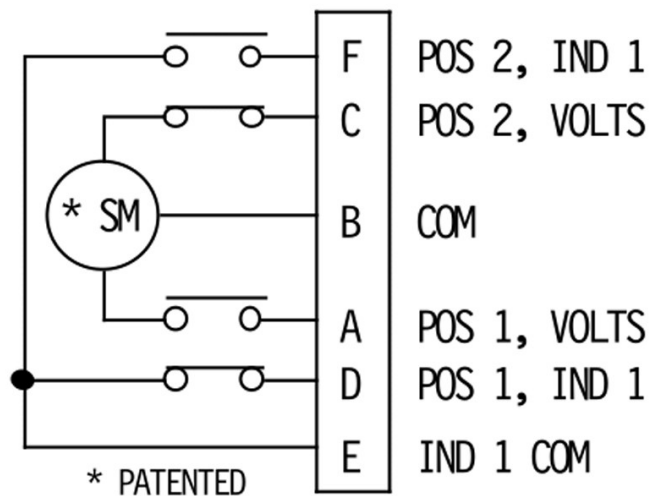 F POS 2, IND 1
C POS 2, VOLTS
* SM B COM
A POS 1, VOLTS
D POS 1, IND 1
E IND 1 COM
* PATENTED